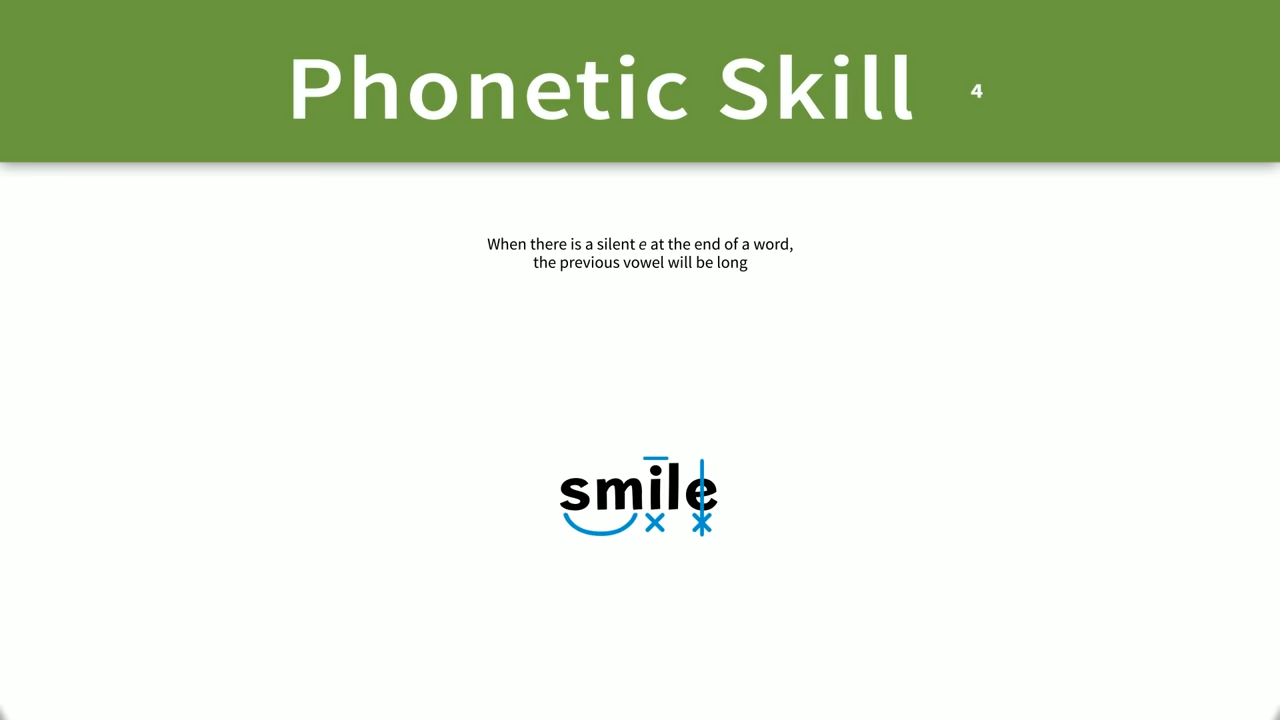 Phonetic Skill 4
When there is a silent e at the end of a word,
the previous vowel will be long
smile